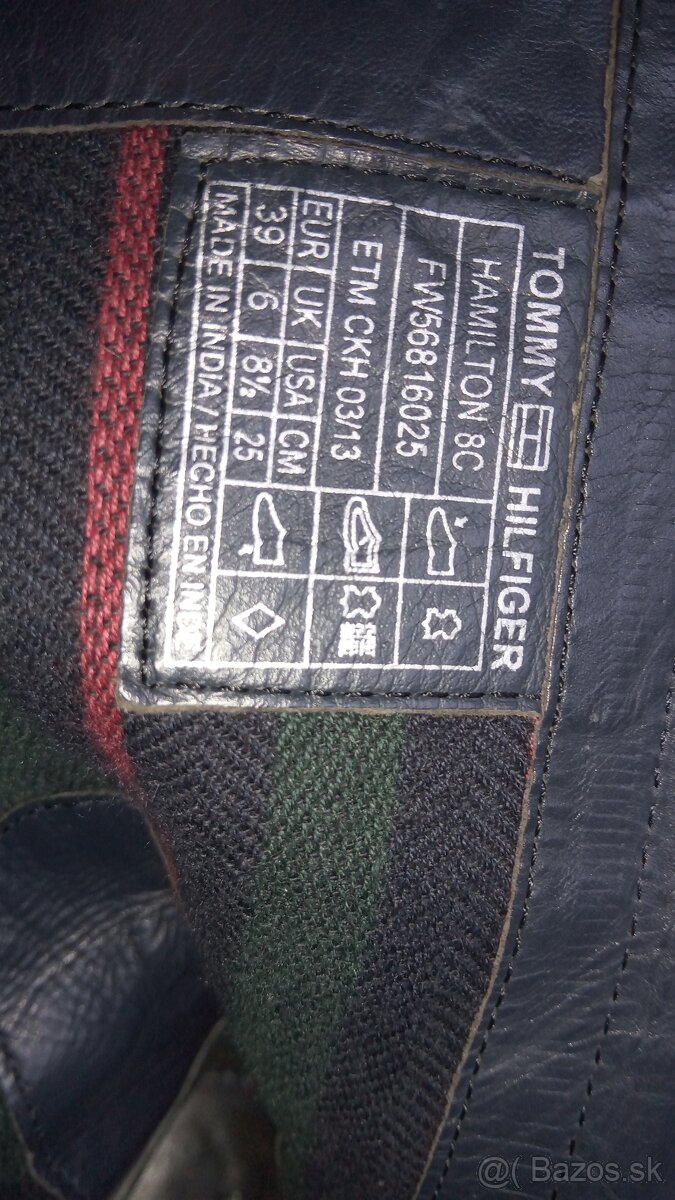 TOMMY HILFIGER
HAMILTON 8C
FW56816025
ETM CKH 03/13
EUR UK USA CM
39 6 8½ 25
MADE IN INDIA / HECHO EN
@( Bazos.sk